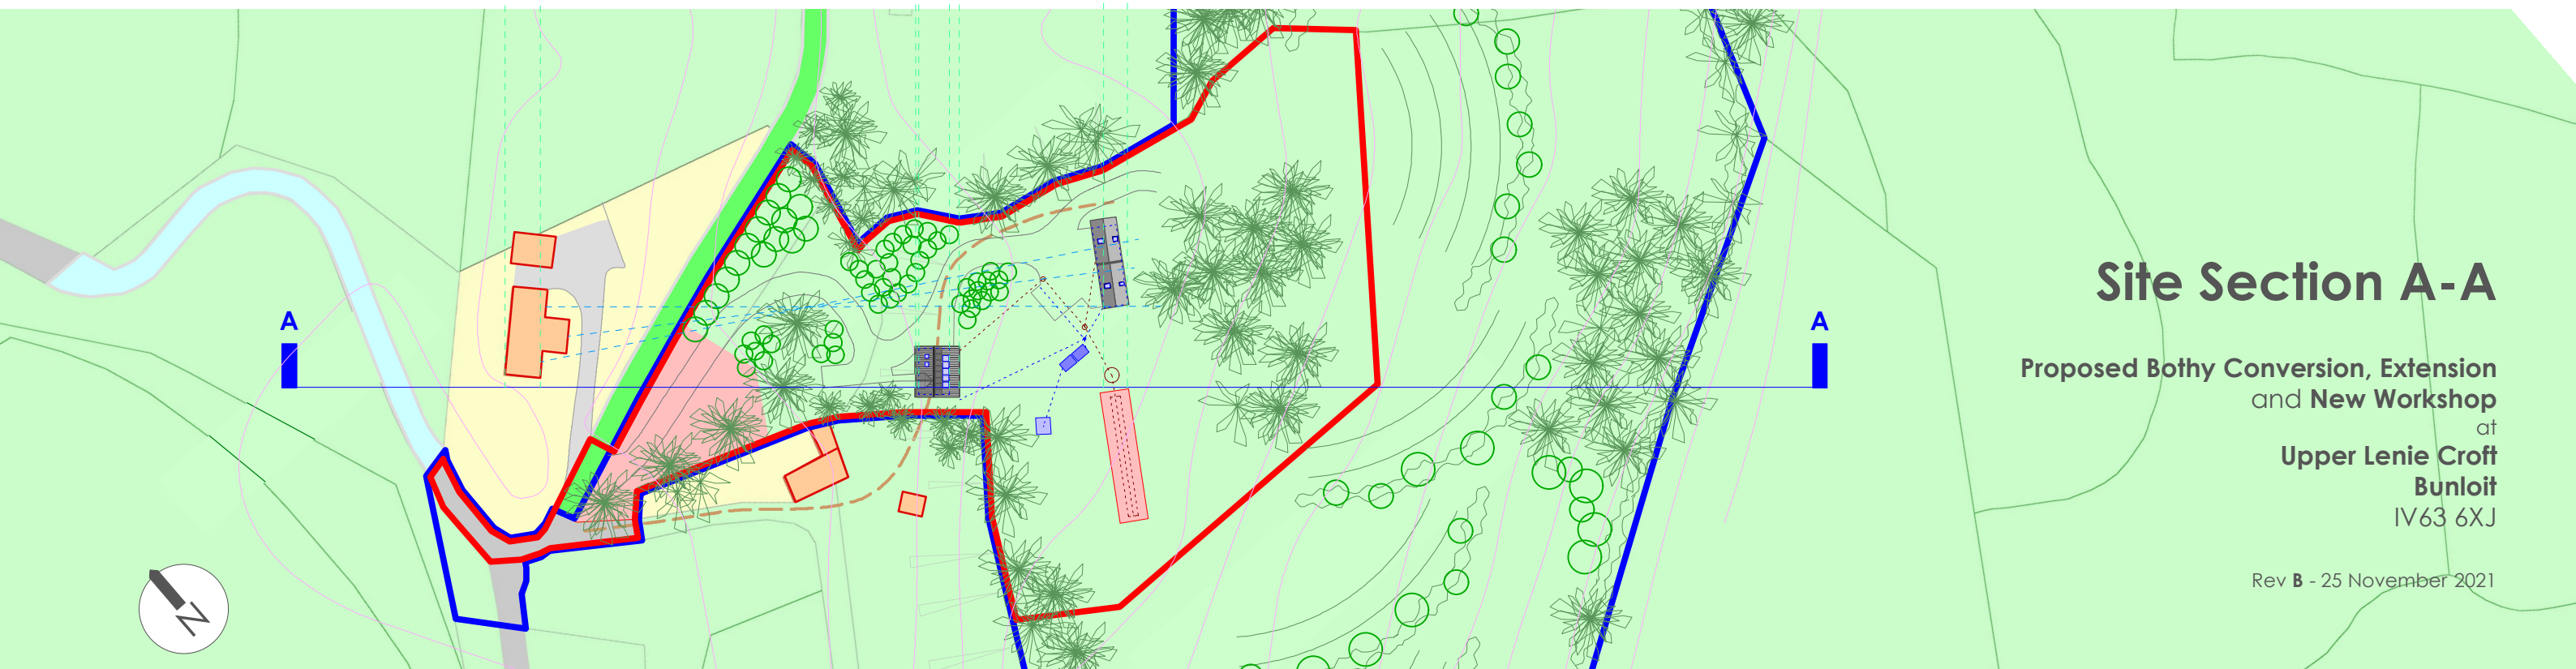 Site Section A-A
A
A
Proposed Bothy Conversion, Extension
and New Workshop
at
Upper Lenie Croft
Bunloit
IV63 6XJ
Rev B - 25 November 2021
N